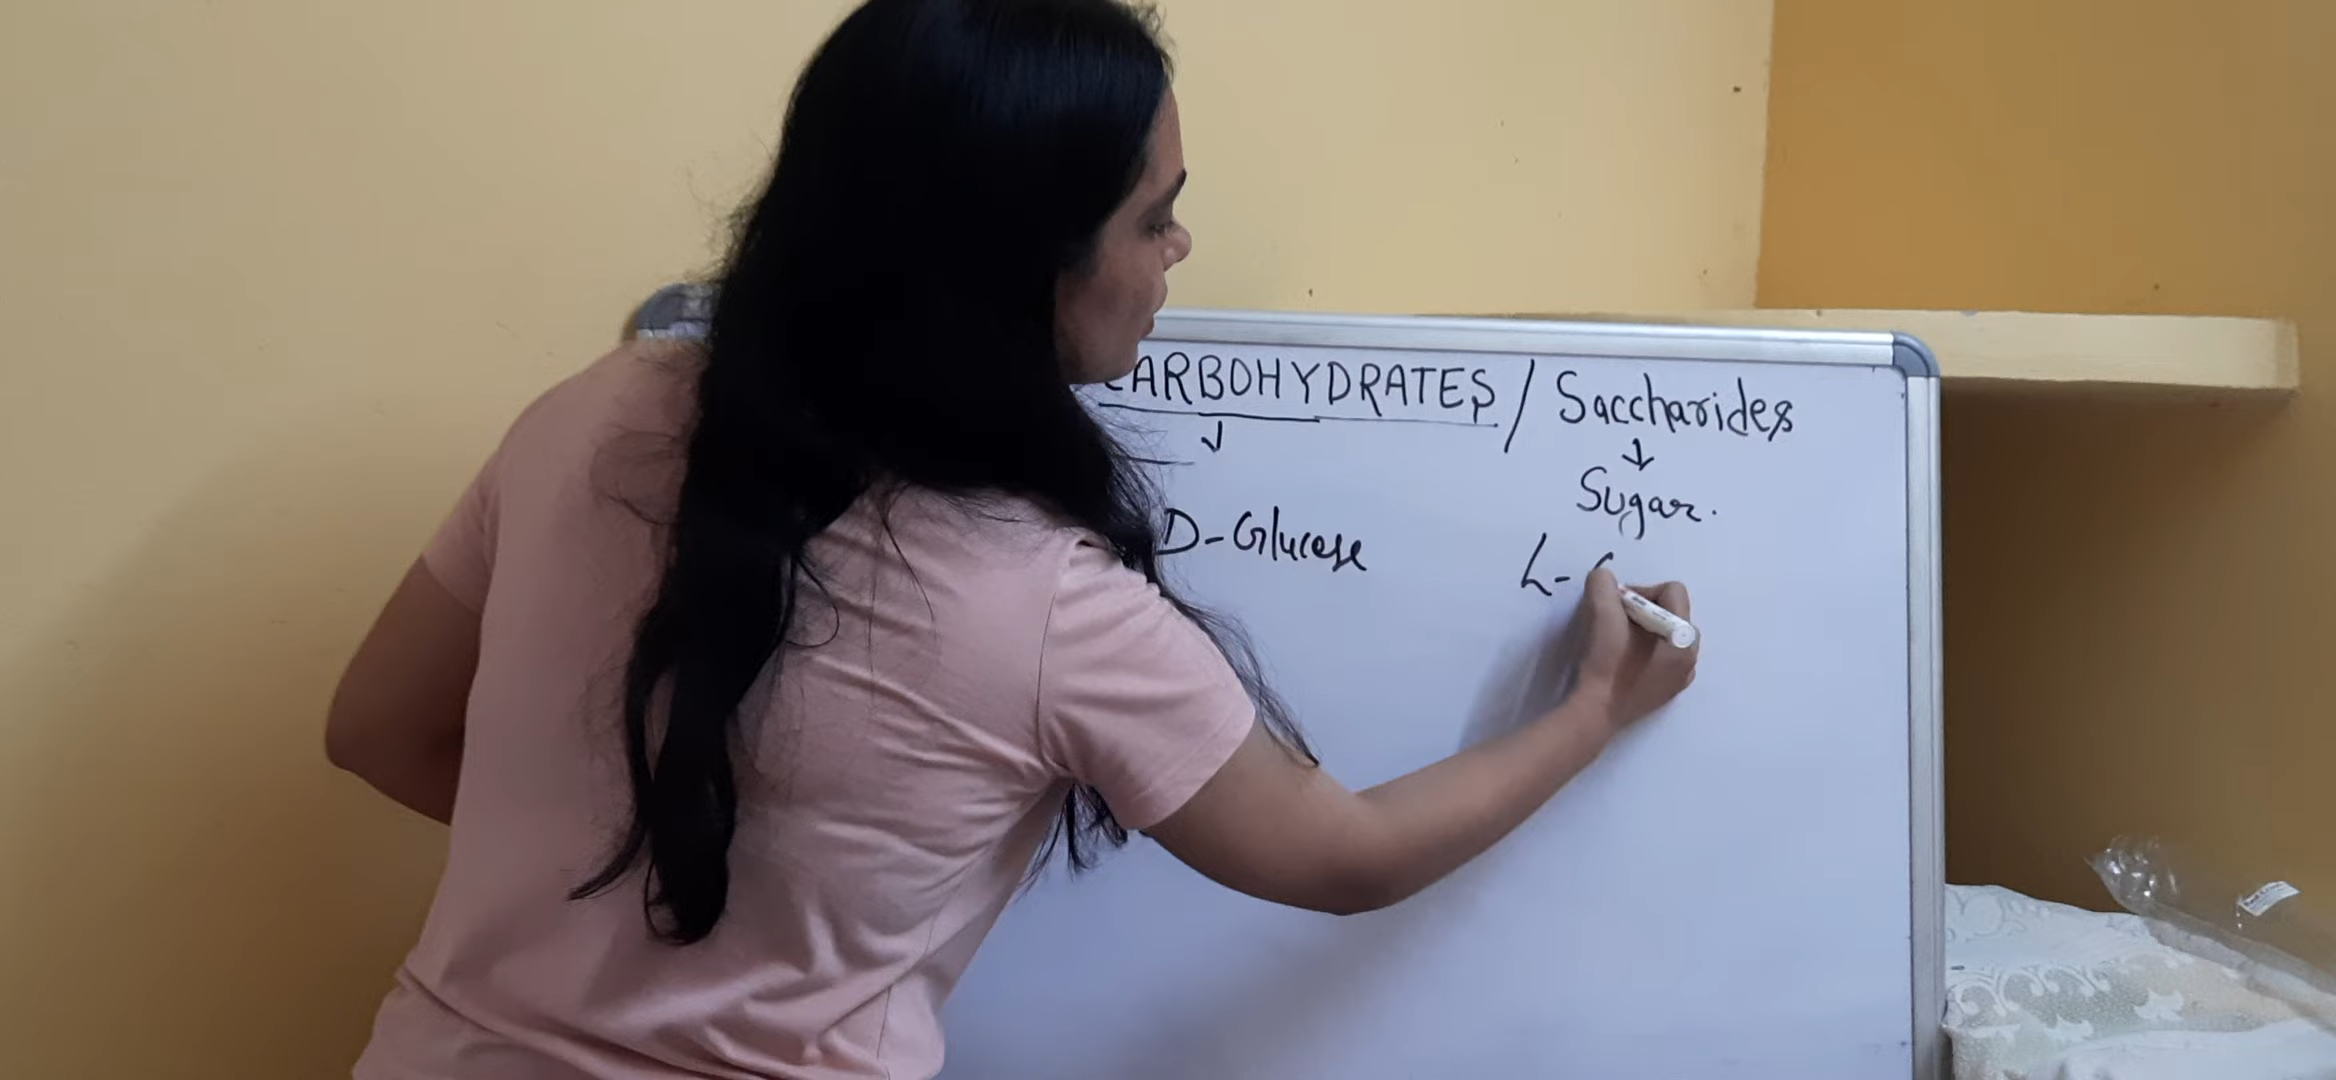 CARBOHYDRATES / Saccharides
Sugar.
D-Glucose
L-